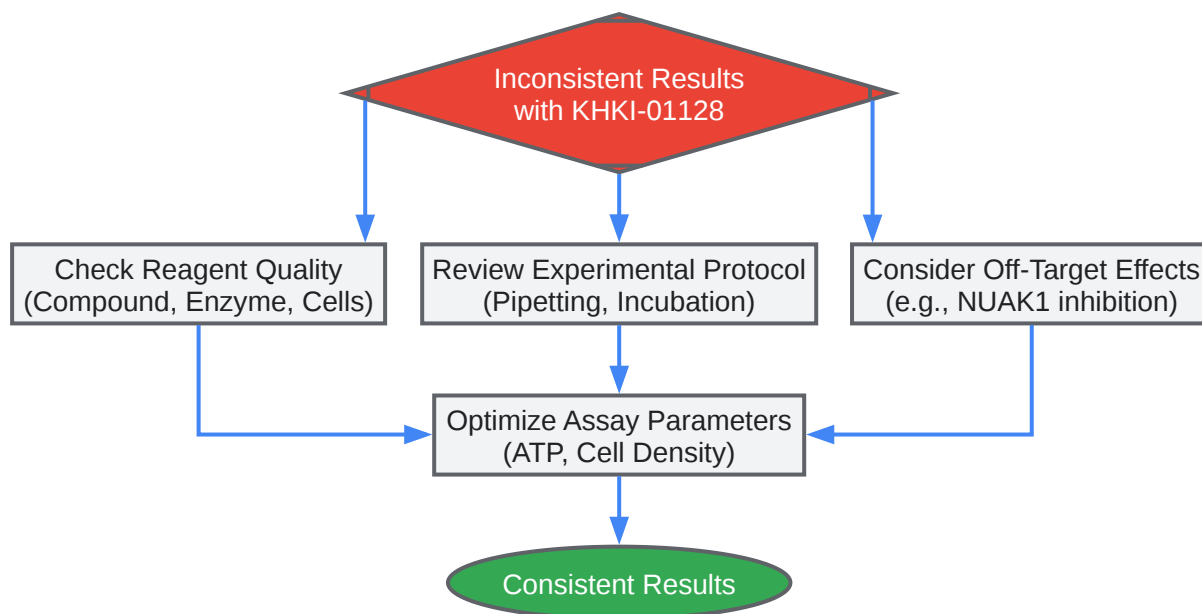 Inconsistent Results
with KHKI-01128
Check Reagent Quality
(Compound, Enzyme, Cells)
Review Experimental Protocol
(Pipetting, Incubation)
Consider Off-Target Effects
(e.g., NUAK1 inhibition)
Optimize Assay Parameters
(ATP, Cell Density)
Consistent Results